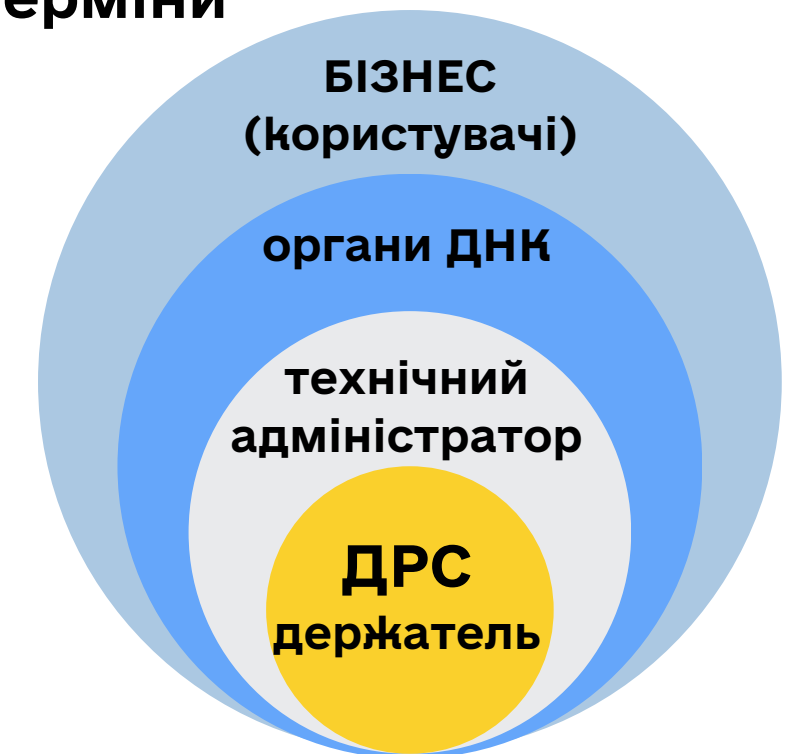 ерміни
БІЗНЕС
(користувачі)
органи ДНК
технічний
адміністратор
ДРС
держатель